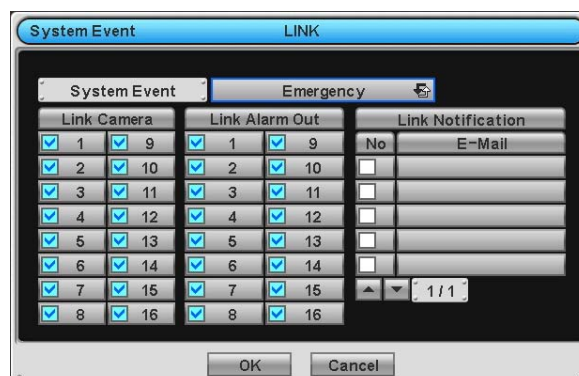 System Event LINK
System Event Emergency
Link Camera Link Alarm Out Link Notification
1 9 1 9 No E-Mail
2 10 2 10
3 11 3 11
4 12 4 12
5 13 5 13
6 14 6 14
7 15 7 15 1/1
8 16 8 16
OK Cancel